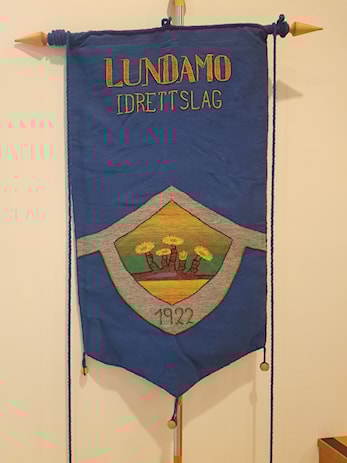 LUNDAMO
IDRETTSLAG
1922